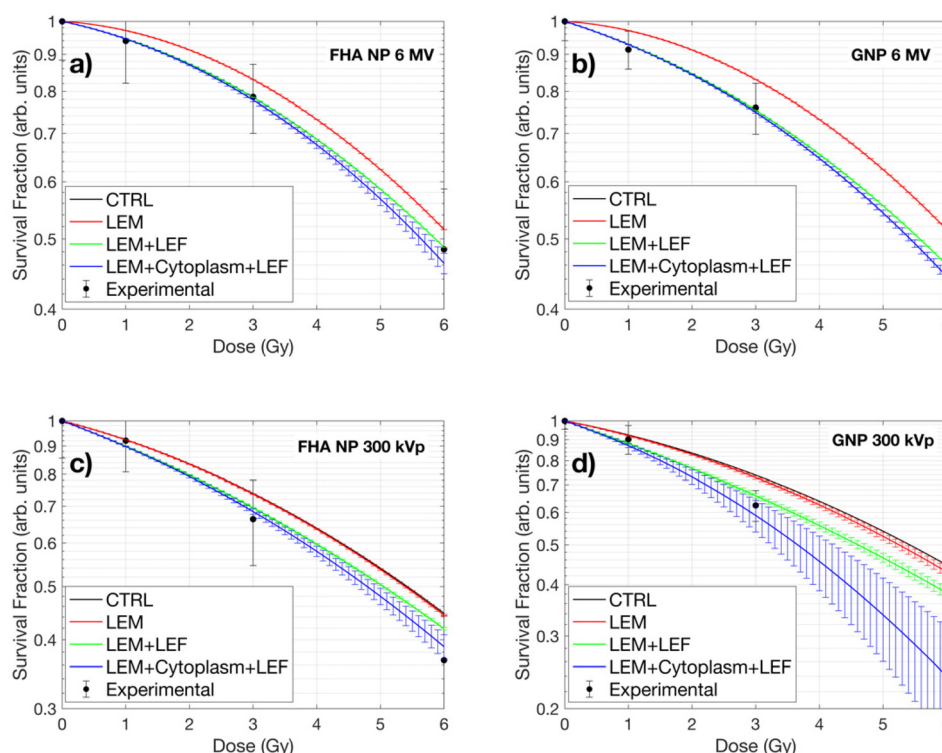 a)
FHA NP 6 MV
Survival Fraction (arb. units)
1
0.9
0.8
0.7
0.6
0.5
0.4
CTRL
LEM
LEM+LEF
LEM+Cytoplasm+LEF
Experimental
0 1 2 3 4 5 6
Dose (Gy)
b)
GNP 6 MV
Survival Fraction (arb. units)
1
0.9
0.8
0.7
0.6
0.5
0.4
CTRL
LEM
LEM+LEF
LEM+Cytoplasm+LEF
Experimental
0 1 2 3 4 5
Dose (Gy)
c)
FHA NP 300 kVp
Survival Fraction (arb. units)
1
0.9
0.8
0.7
0.6
0.5
0.4
0.3
CTRL
LEM
LEM+LEF
LEM+Cytoplasm+LEF
Experimental
0 1 2 3 4 5 6
Dose (Gy)
d)
GNP 300 kVp
Survival Fraction (arb. units)
1
0.9
0.8
0.7
0.6
0.5
0.4
0.3
0.2
CTRL
LEM
LEM+LEF
LEM+Cytoplasm+LEF
Experimental
0 1 2 3 4 5
Dose (Gy)